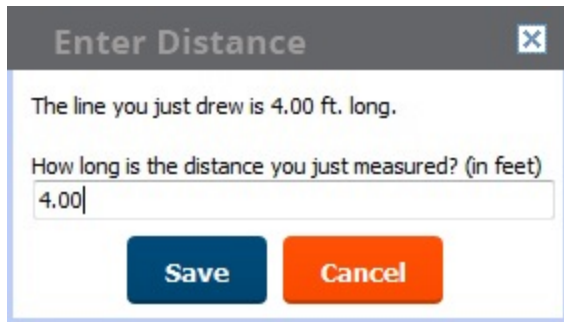 Enter Distance
The line you just drew is 4.00 ft. long.
How long is the distance you just measured? (in feet)
4.00
Save
Cancel